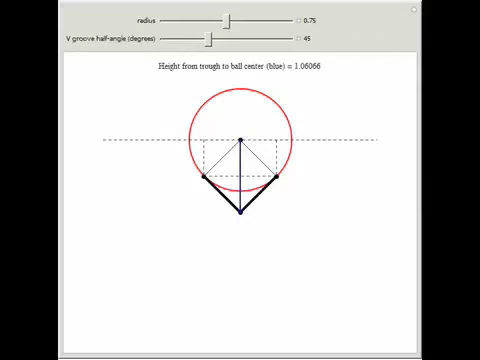 radius 0.75
V groove half-angle (degrees) 45
Height from trough to ball center (blue) = 1.06066